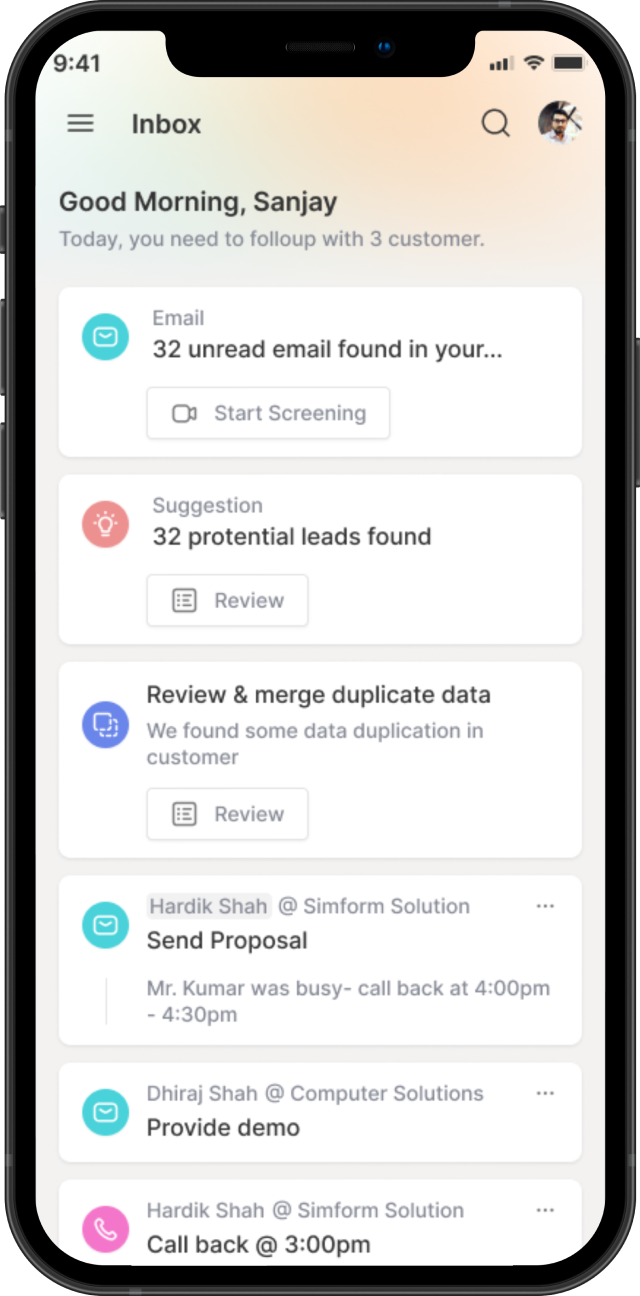 9:41
Inbox
Good Morning, Sanjay
Today, you need to folloup with 3 customer.
Email
32 unread email found in your...
Start Screening
Suggestion
32 protential leads found
Review
Review & merge duplicate data
We found some data duplication in
customer
Review
Hardik Shah @ Simform Solution
Send Proposal
Mr. Kumar was busy- call back at 4:00pm
- 4:30pm
Dhiraj Shah @ Computer Solutions
Provide demo
Hardik Shah @ Simform Solution
Call back @ 3:00pm